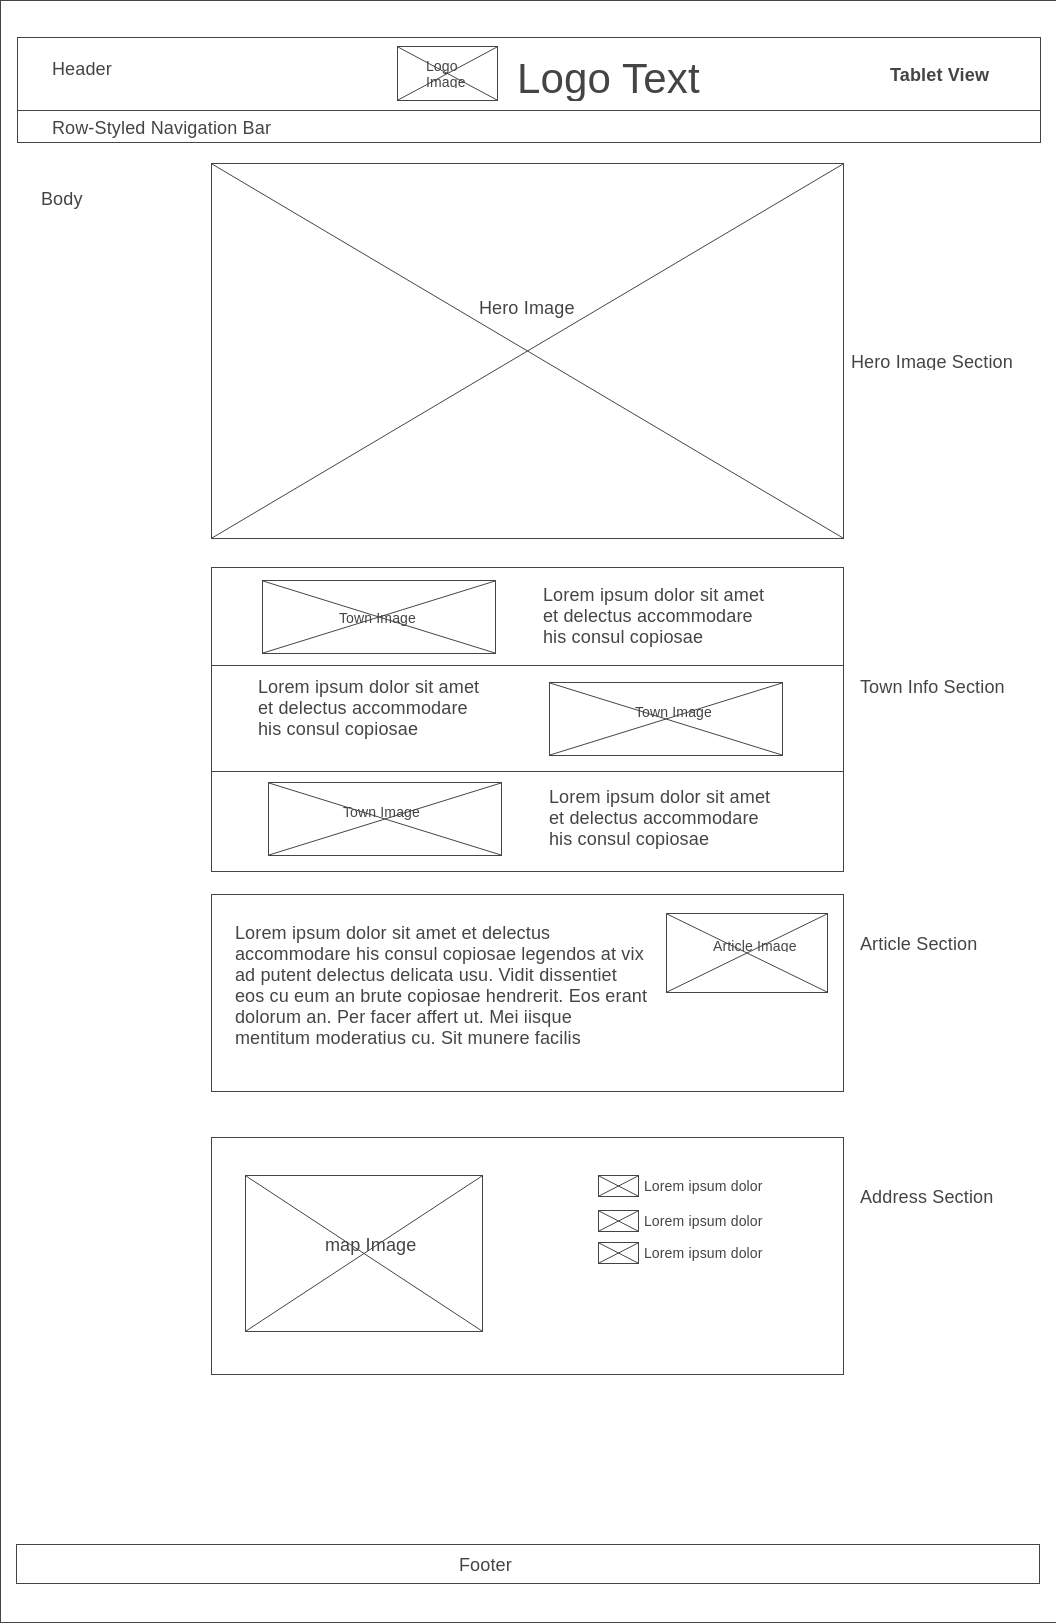 Header
Logo
Image
Logo Text
Tablet View
Row-Styled Navigation Bar
Body
Hero Image
Hero Image Section
Town Image
Lorem ipsum dolor sit amet
et delectus accommodare
his consul copiosae
Town Info Section
Lorem ipsum dolor sit amet
et delectus accommodare
his consul copiosae
Town Image
Town Image
Lorem ipsum dolor sit amet
et delectus accommodare
his consul copiosae
Lorem ipsum dolor sit amet et delectus
accommodare his consul copiosae legendos at vix
ad putent delectus delicata usu. Vidit dissentiet
eos cu eum an brute copiosae hendrerit. Eos erant
dolorum an. Per facer affert ut. Mei iisque
mentitum moderatius cu. Sit munere facilis
Article Image
Article Section
map Image
Lorem ipsum dolor
Lorem ipsum dolor
Lorem ipsum dolor
Address Section
Footer